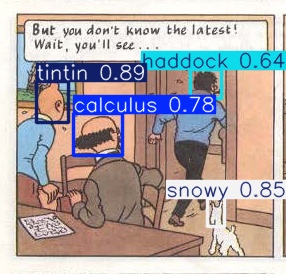 But you don't know the latest!
Wait, you'll see...
haddock 0.64
tintin 0.89
calculus 0.78
snowy 0.85